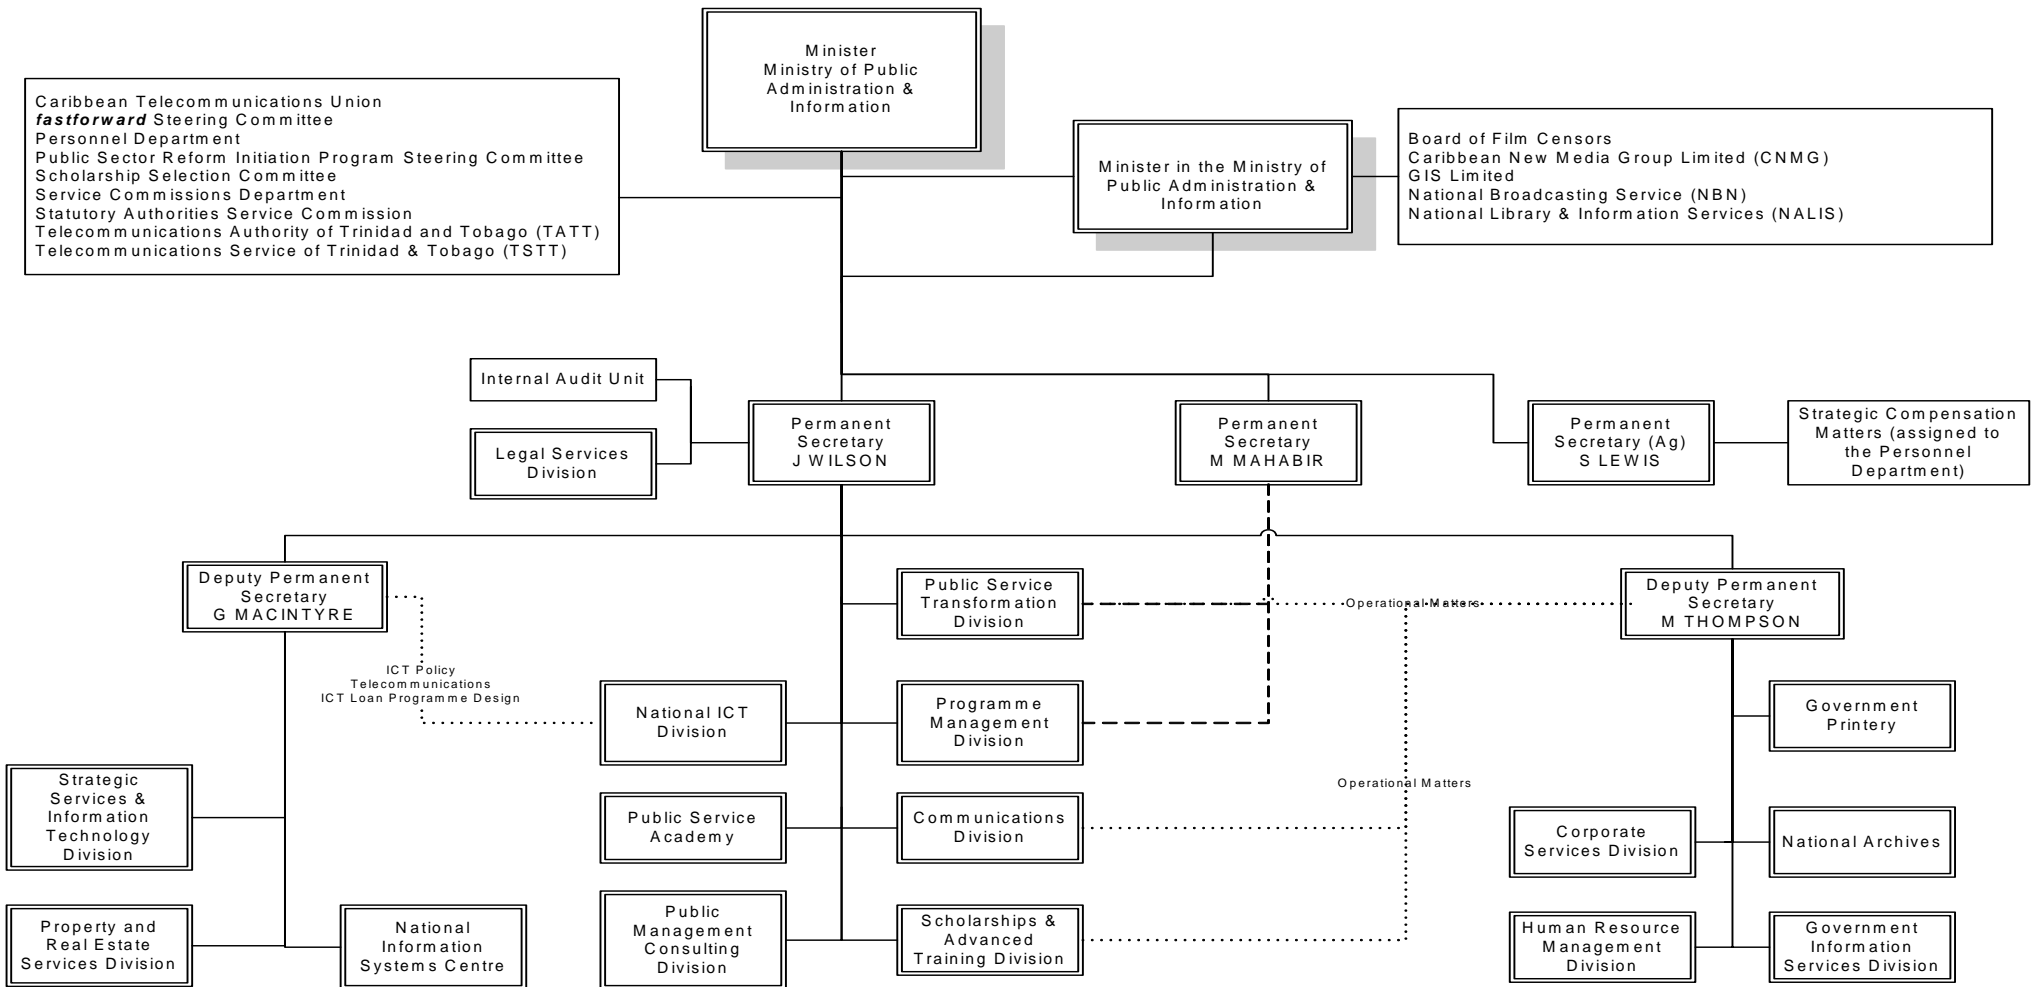 Minister
Ministry of Public
Administration &
Information
Caribbean Telecommunications Union
fastforward Steering Committee
Personnel Department
Public Sector Reform Initiation Program Steering Committee
Scholarship Selection Committee
Service Commissions Department
Statutory Authorities Service Commission
Telecommunications Authority of Trinidad and Tobago (TATT)
Telecommunications Service of Trinidad & Tobago (TSTT)
Minister in the Ministry of
Public Administration &
Information
Board of Film Censors
Caribbean New Media Group Limited (CNMG)
GIS Limited
National Broadcasting Service (NBN)
National Library & Information Services (NALIS)
Internal Audit Unit
Legal Services
Division
Permanent
Secretary
J WILSON
Permanent
Secretary
M MAHABIR
Permanent
Secretary (Ag)
S LEWIS
Strategic Compensation
Matters (assigned to
the Personnel
Department)
Deputy Permanent
Secretary
G MACINTYRE
Public Service
Transformation
Division
Operational Matters
Deputy Permanent
Secretary
M THOMPSON
ICT Policy
Telecommunications
ICT Loan Programme Design
National ICT
Division
Programme
Management
Division
Government
Printery
Strategic
Services &
Information
Technology
Division
Public Service
Academy
Communications
Division
Operational Matters
Corporate
Services Division
National Archives
Property and
Real Estate
Services Division
National
Information
Systems Centre
Public
Management
Consulting
Division
Scholarships &
Advanced
Training Division
Human Resource
Management
Division
Government
Information
Services Division